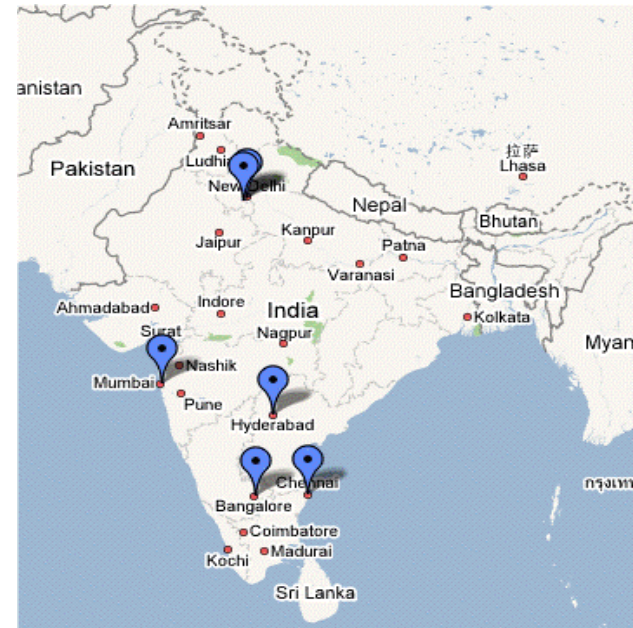 anistan
Amritsar
Pakistan
New Delhi
拉萨
Lhasa
Nepal
Bhutan
Jaipur
Kanpur
Patna
Varanasi
Bangladesh
Ahmadabad
Indore
India
Kolkata
Surat
Nagpur
Myan
Mumbai
Nashik
Pune
Hyderabad
Chennai
Bangalore
กรุงเทพ
Coimbatore
Kochi
Madurai
Sri Lanka